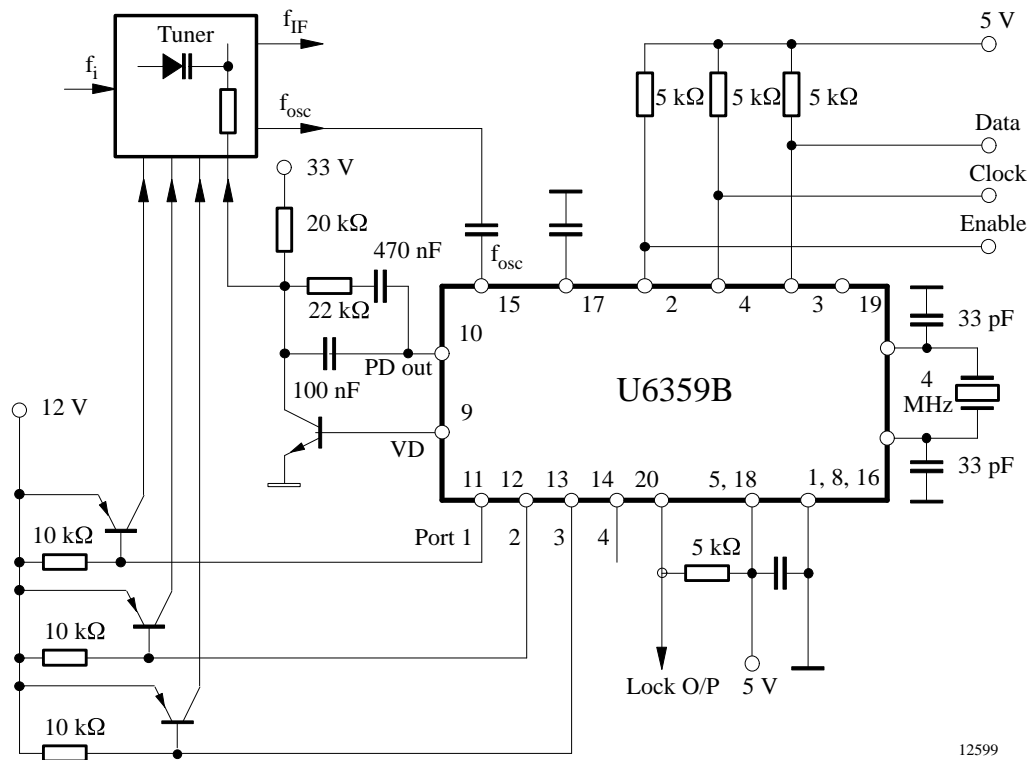 Tuner
fIF
fi
fosc
5 V
5 kΩ
5 kΩ
5 kΩ
Data
Clock
Enable
33 V
20 kΩ
470 nF
22 kΩ
fosc
15
17
2
4
3
19
10
PD out
100 nF
33 pF
U6359B
4
MHz
12 V
9
VD
33 pF
11
12
13
14
20
5, 18
1, 8, 16
10 kΩ
Port 1
2
3
4
5 kΩ
10 kΩ
Lock O/P
5 V
10 kΩ
12599